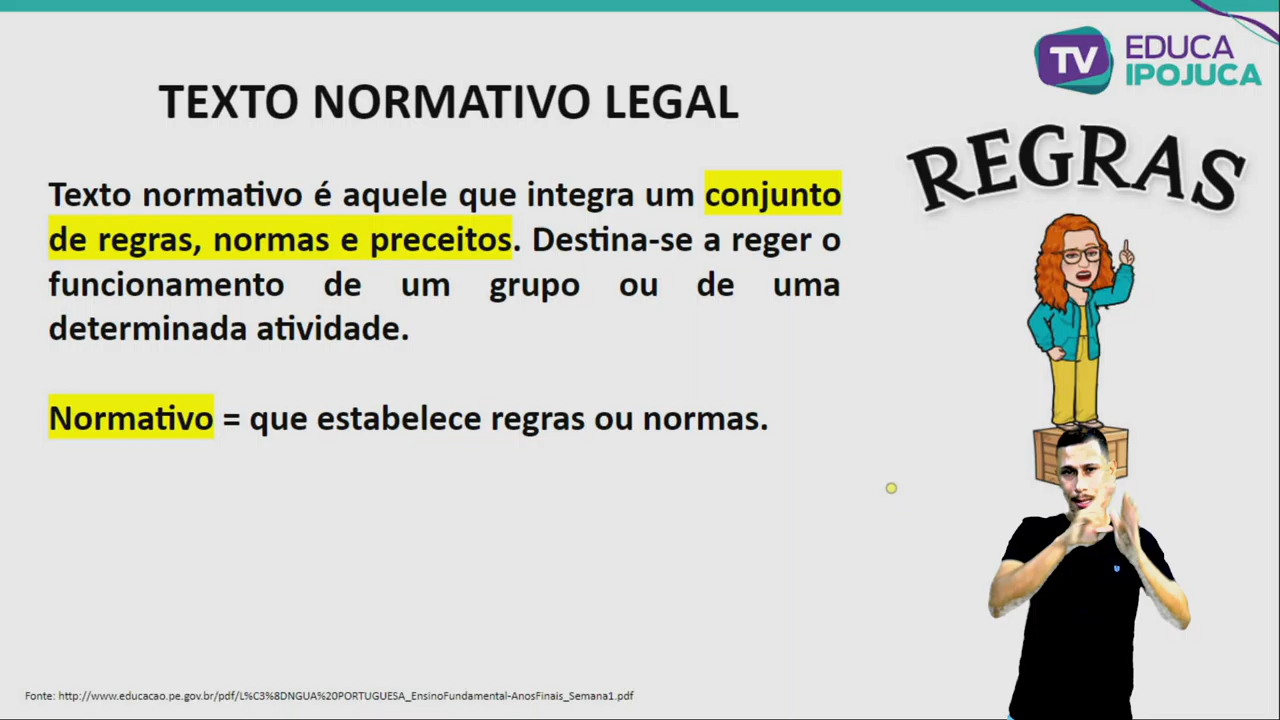 TV EDUCA
IPOJUCA
TEXTO NORMATIVO LEGAL
REGRAS
Texto normativo é aquele que integra um conjunto
de regras, normas e preceitos. Destina-se a reger o
funcionamento de um grupo ou de uma
determinada atividade.
Normativo = que estabelece regras ou normas.
Fonte: http://www.educacao.pe.gov.br/pdf/L%C3%8DNGUA%20PORTUGUESA_EnsinoFundamental-AnosFinais_Semana1.pdf